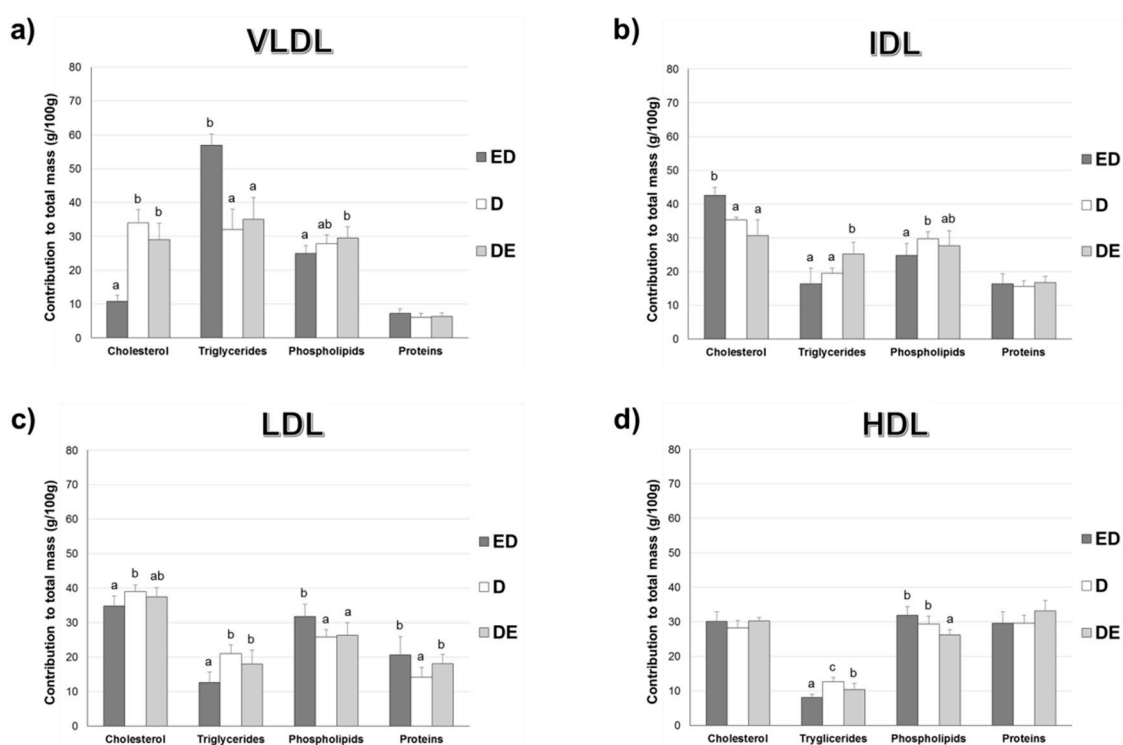 a)
VLDL
Contribution to total mass (g/100g)
80
70
60
50
40
30
20
10
0
a
b
b
b
a
a
a
ab
b
Cholesterol
Triglycerides
Phospholipids
Proteins
ED
D
DE
b)
IDL
Contribution to total mass (g/100g)
80
70
60
50
40
30
20
10
0
b
a
a
a
a
b
a
b
ab
Cholesterol
Triglycerides
Phospholipids
Proteins
ED
D
DE
c)
LDL
Contribution to total mass (g/100g)
80
70
60
50
40
30
20
10
0
a
b
ab
a
b
b
b
a
a
b
a
b
Cholesterol
Triglycerides
Phospholipids
Proteins
ED
D
DE
d)
HDL
Contribution to total mass (g/100g)
80
70
60
50
40
30
20
10
0
a
c
b
b
b
a
Cholesterol
Tryglicerides
Phospholipids
Proteins
ED
D
DE